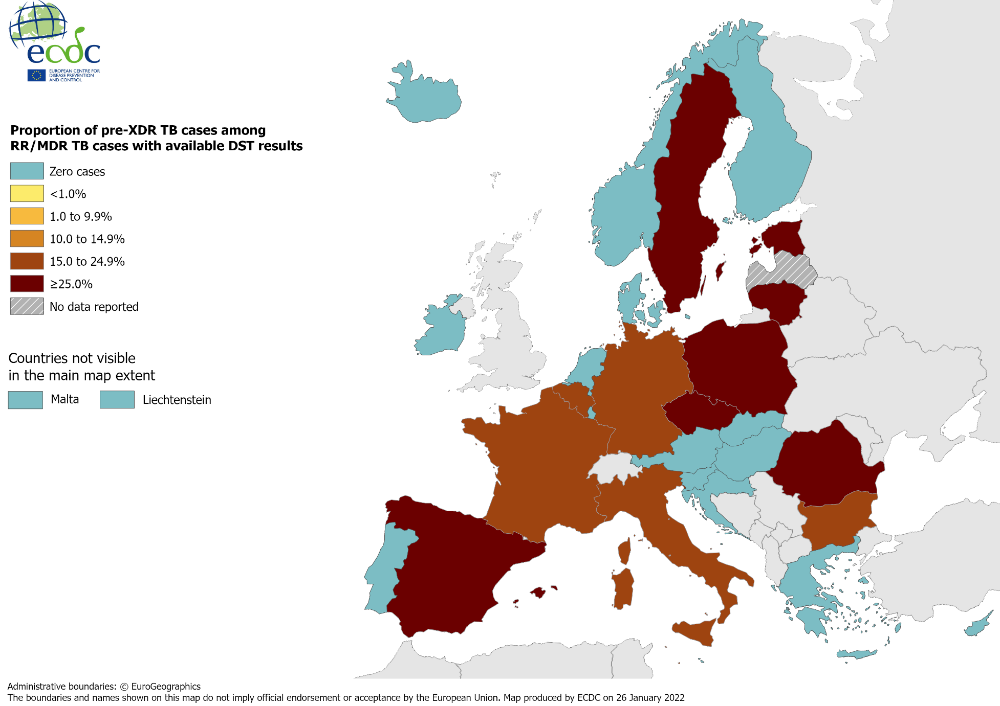 ecdc
EUROPEAN CENTRE FOR
DISEASE PREVENTION
AND CONTROL
Proportion of pre-XDR TB cases among
RR/MDR TB cases with available DST results
Zero cases
<1.0%
1.0 to 9.9%
10.0 to 14.9%
15.0 to 24.9%
≥25.0%
No data reported
Countries not visible
in the main map extent
Malta
Liechtenstein
Administrative boundaries: © EuroGeographics
The boundaries and names shown on this map do not imply official endorsement or acceptance by the European Union. Map produced by ECDC on 26 January 2022